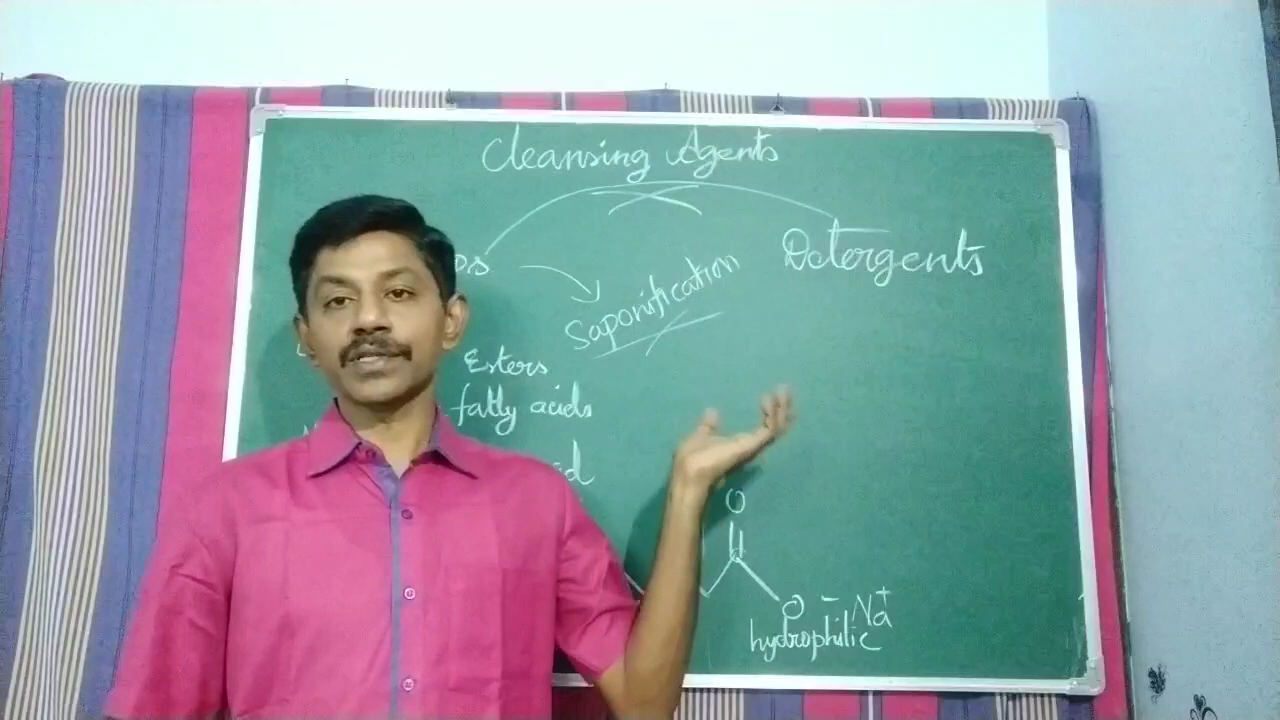 Cleansing Agents
Detergents
Saponification
Esters
fatty acids
O
O⁻ Na⁺
hydrophilic